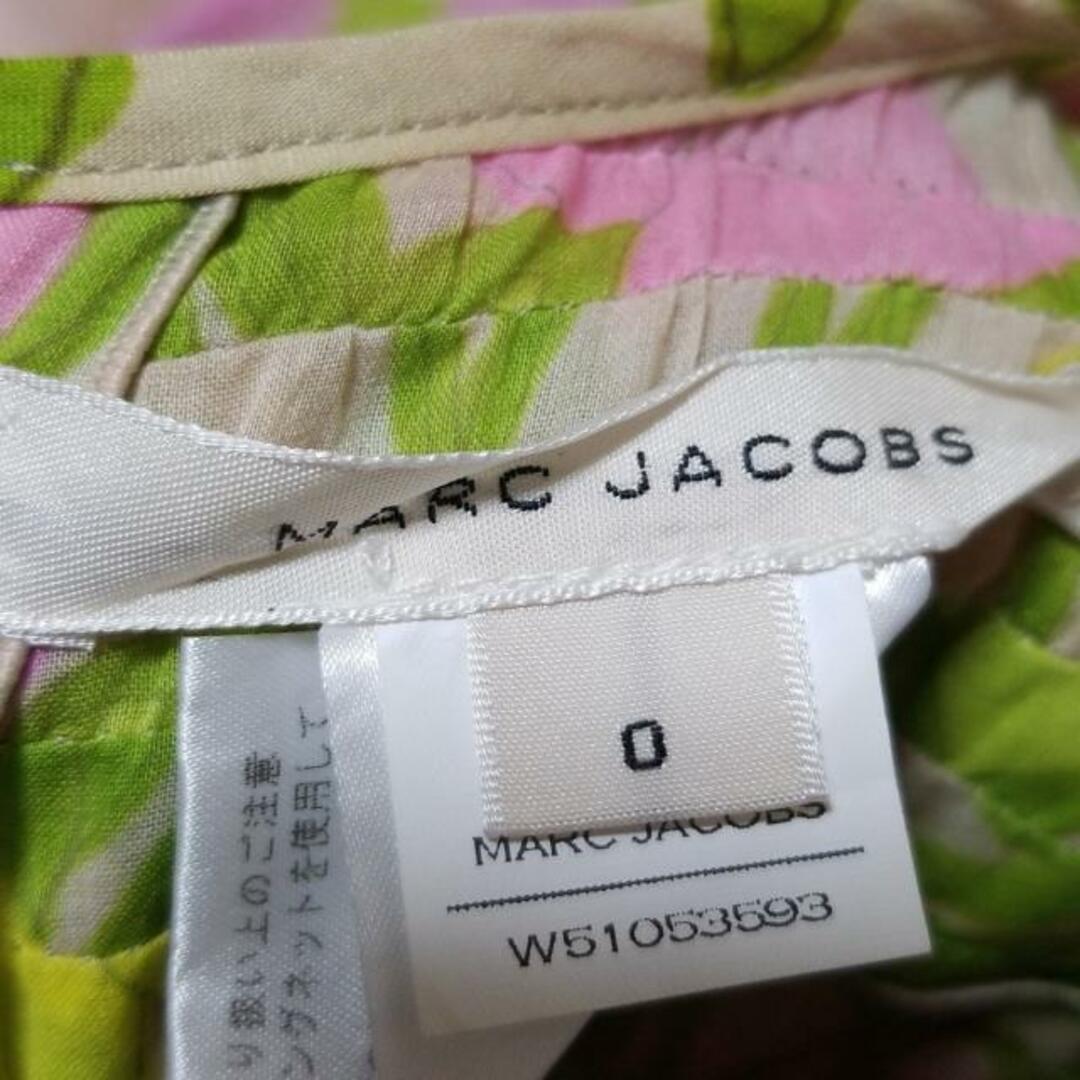 MARC JACOBS
0
MARC JACOBS
W51053593
り扱い上のご注意
ングネットを使用して